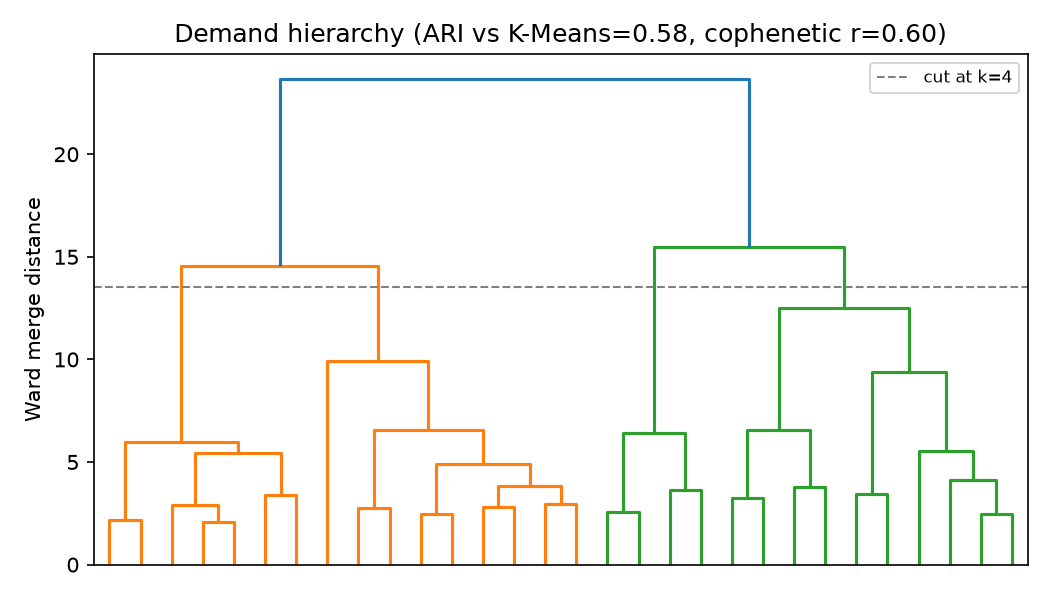 Demand hierarchy (ARI vs K-Means=0.58, cophenetic r=0.60)
cut at k=4
Ward merge distance
20
15
10
5
0